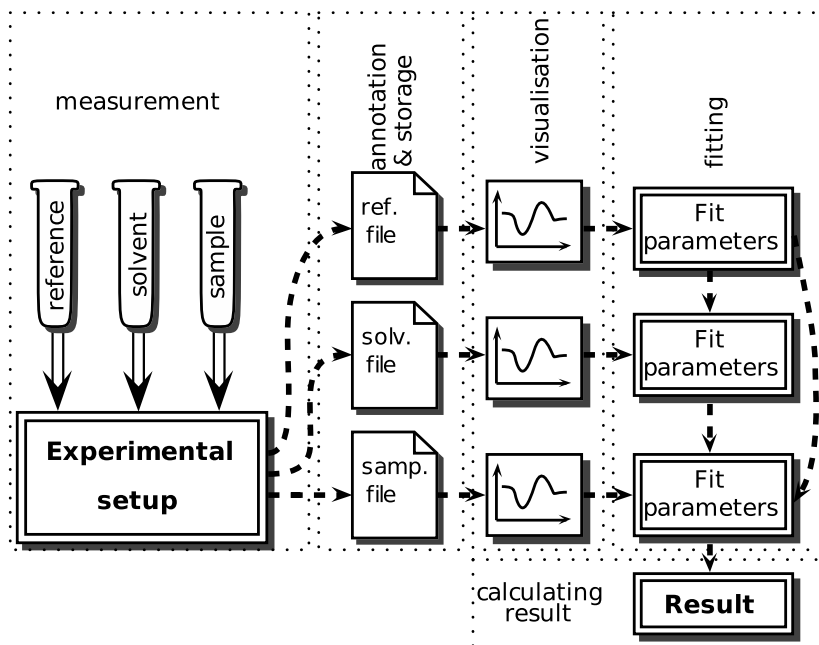 measurement
annotation
& storage
visualisation
fitting
reference
solvent
sample
ref.
file
Fit
parameters
solv.
file
Fit
parameters
Experimental
setup
samp.
file
Fit
parameters
calculating
result
Result